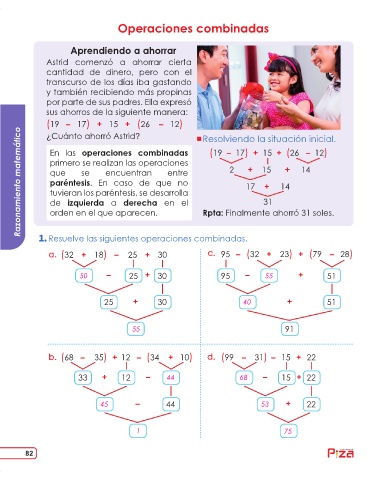 Operaciones combinadas
Aprendiendo a ahorrar
Astrid comenzó a ahorrar cierta
cantidad de dinero, pero con el
transcurso de los días iba gastando
y también recibiendo más propinas
por parte de sus padres. Ella expresó
sus ahorros de la siguiente manera:
(19 – 17) + 15 + (26 – 12)
¿Cuánto ahorró Astrid?
En las operaciones combinadas
primero se realizan las operaciones
que se encuentran entre
paréntesis. En caso de que no
tuvieran los paréntesis, se desarrolla
de izquierda a derecha en el
orden en el que aparecen.
Resolviendo la situación inicial.
(19 – 17) + 15 + (26 – 12)
2 + 15 + 14
17 + 14
31
Rpta: Finalmente ahorró 31 soles.
Razonamiento matemático
1. Resuelve las siguientes operaciones combinadas.
a. (32 + 18) – 25 + 30
50 – 25 + 30
25 + 30
55
c. 95 – (32 + 23) + (79 – 28)
95 – 55 + 51
40 + 51
91
b. (68 – 35) + 12 – (34 + 10)
33 + 12 – 44
45 – 44
1
d. (99 – 31) – 15 + 22
68 – 15 + 22
53 + 22
75
82